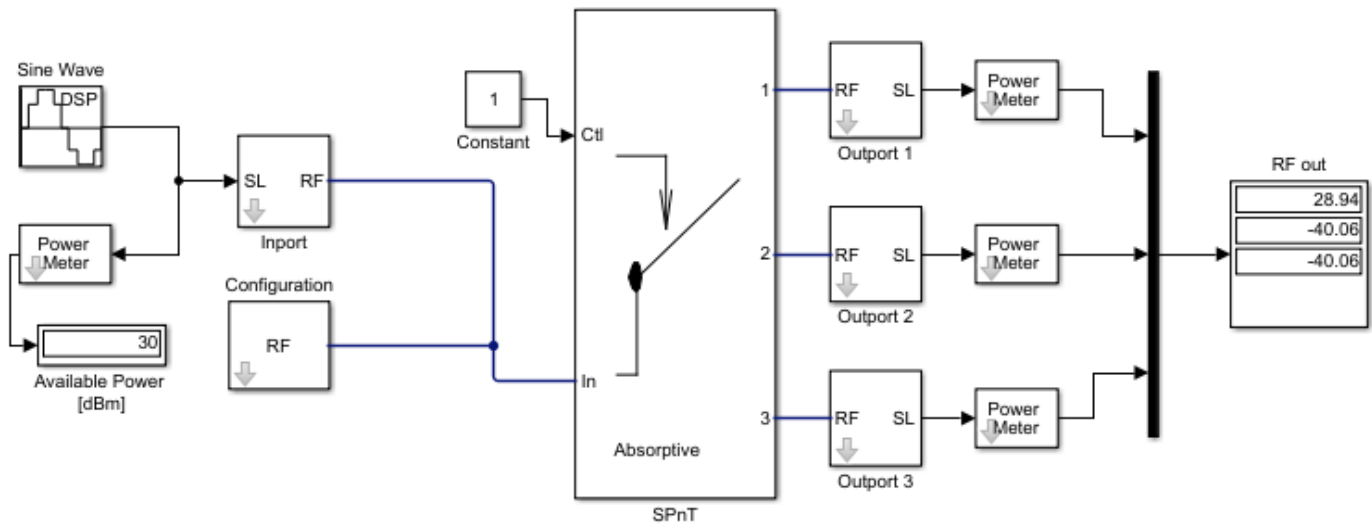 Sine Wave
DSP
Power
Meter
30
Available Power
[dBm]
SL RF
Inport
Configuration
RF
1
Constant
Ctl
In
1
2
3
Absorptive
SPnT
RF SL
Outport 1
Power
Meter
RF SL
Outport 2
Power
Meter
RF SL
Outport 3
Power
Meter
RF out
28.94
-40.06
-40.06